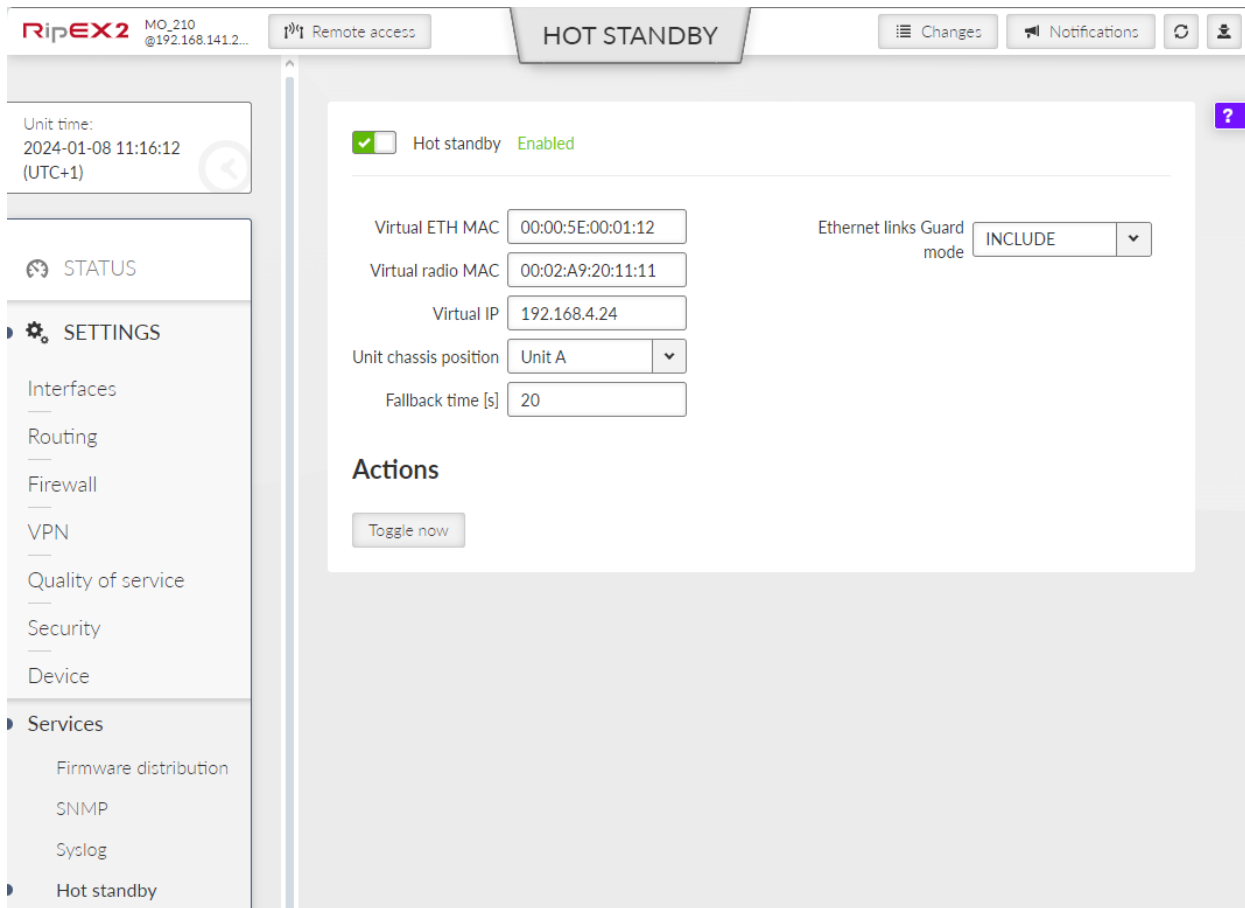 RipEX2
MO_210
@192.168.141.2...
Remote access
HOT STANDBY
Changes
Notifications
Unit time:
2024-01-08 11:16:12
(UTC+1)
STATUS
SETTINGS
Interfaces
Routing
Firewall
VPN
Quality of service
Security
Device
Services
Firmware distribution
SNMP
Syslog
Hot standby
?
Hot standby Enabled
Virtual ETH MAC 00:00:5E:00:01:12
Virtual radio MAC 00:02:A9:20:11:11
Virtual IP 192.168.4.24
Unit chassis position Unit A
Fallback time [s] 20
Ethernet links Guard
mode
INCLUDE
Actions
Toggle now